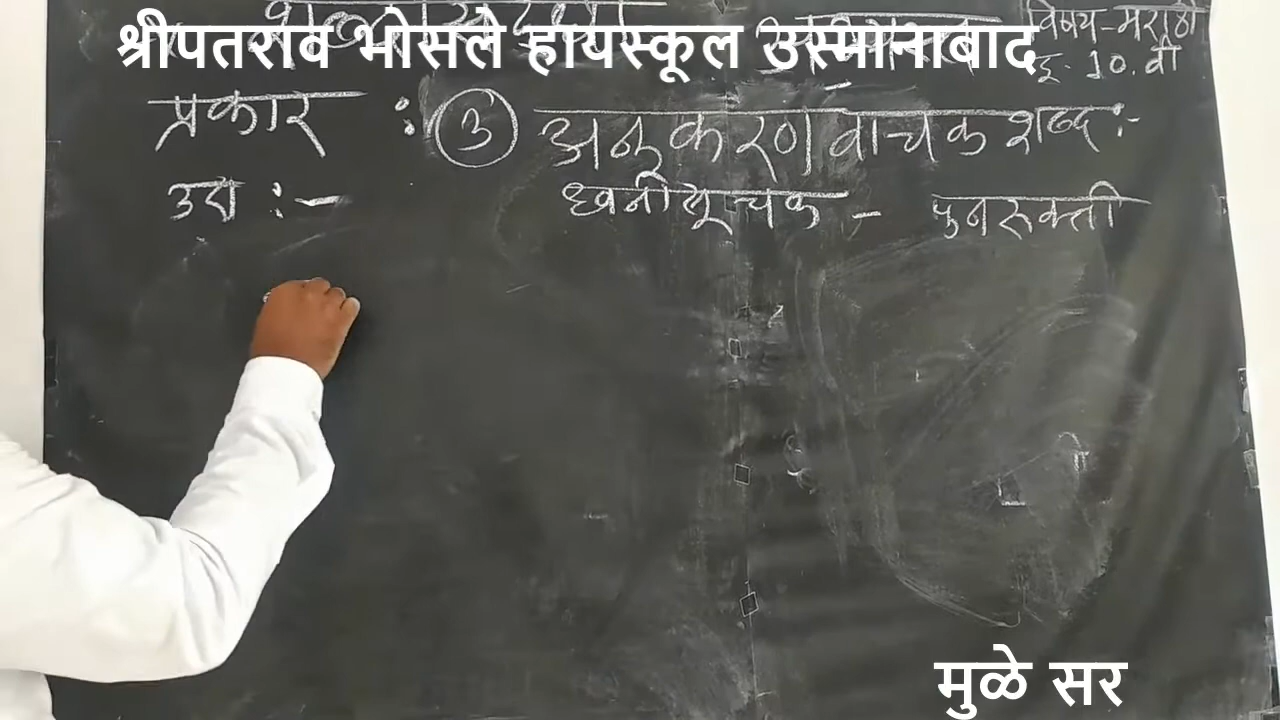 श्रीपतराव भोसले हायस्कूल उस्मानाबाद
विषय-मराठी
इ. 10. वी
प्रकार : ③ अनुकरणवाचक शब्द :-
उदा :- ध्वनीसूचक - पुनरुक्ती
मुळे सर